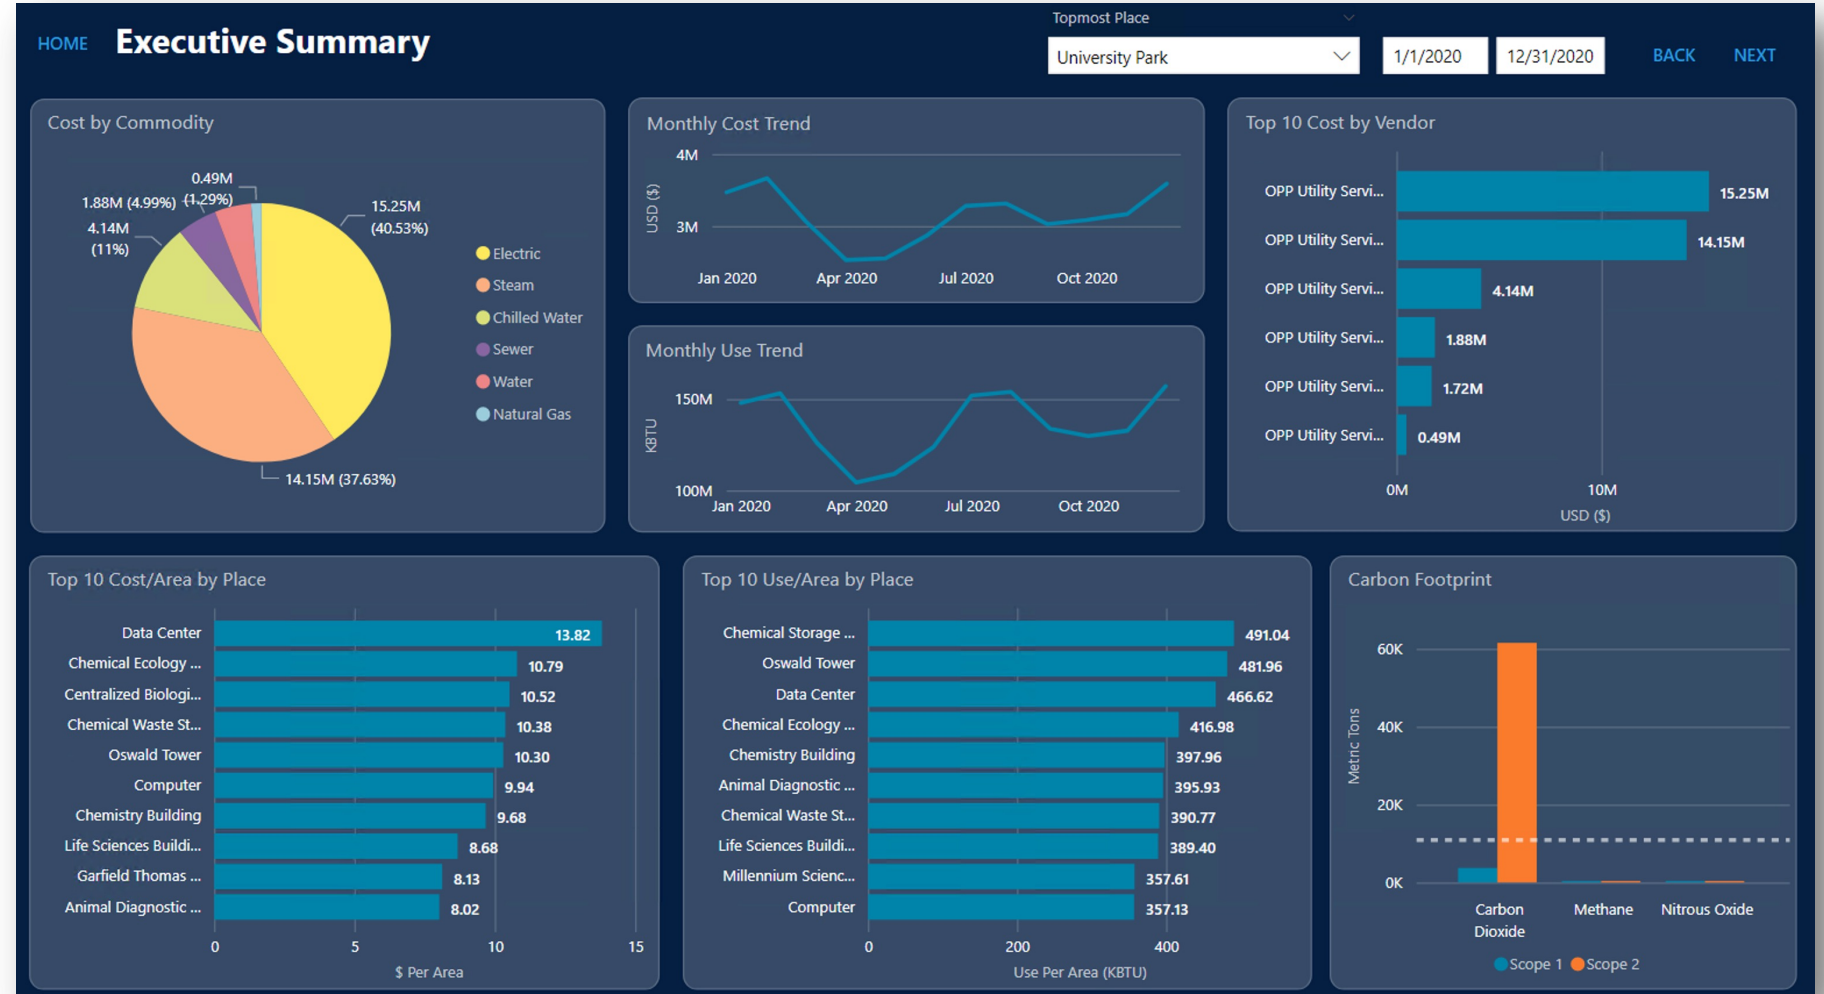 HOME
Executive Summary
Topmost Place
University Park
1/1/2020
12/31/2020
BACK
NEXT
Cost by Commodity
0.49M
(1.29%)
1.88M (4.99%)
4.14M
(11%)
15.25M
(40.53%)
14.15M (37.63%)
Electric
Steam
Chilled Water
Sewer
Water
Natural Gas
Monthly Cost Trend
USD ($)
4M
3M
Jan 2020
Apr 2020
Jul 2020
Oct 2020
Monthly Use Trend
KBTU
150M
100M
Jan 2020
Apr 2020
Jul 2020
Oct 2020
Top 10 Cost by Vendor
OPP Utility Servi... 15.25M
OPP Utility Servi... 14.15M
OPP Utility Servi... 4.14M
OPP Utility Servi... 1.88M
OPP Utility Servi... 1.72M
OPP Utility Servi... 0.49M
0M 10M
USD ($)
Top 10 Cost/Area by Place
Data Center 13.82
Chemical Ecology ... 10.79
Centralized Biologi... 10.52
Chemical Waste St... 10.38
Oswald Tower 10.30
Computer 9.94
Chemistry Building 9.68
Life Sciences Buildi... 8.68
Garfield Thomas ... 8.13
Animal Diagnostic ... 8.02
0 5 10 15
$ Per Area
Top 10 Use/Area by Place
Chemical Storage ... 491.04
Oswald Tower 481.96
Data Center 466.62
Chemical Ecology ... 416.98
Chemistry Building 397.96
Animal Diagnostic ... 395.93
Chemical Waste St... 390.77
Life Sciences Buildi... 389.40
Millennium Scienc... 357.61
Computer 357.13
0 200 400
Use Per Area (KBTU)
Carbon Footprint
Metric Tons
60K
40K
20K
0K
Carbon
Dioxide
Methane
Nitrous Oxide
Scope 1 Scope 2